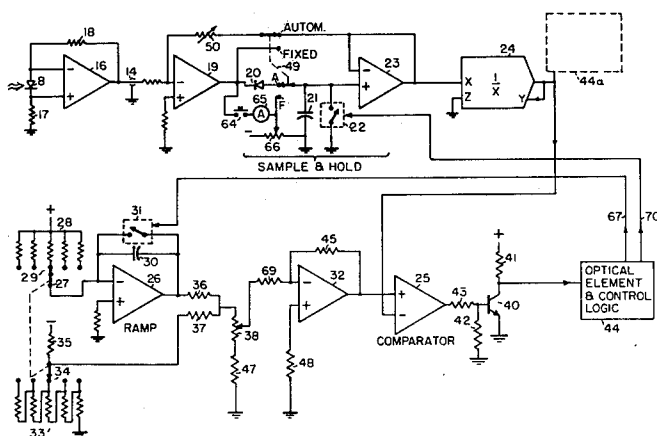 18
AUTOM.
50
FIXED
49
44a
24
14
16
19
20
A
23
X
1/X
Z
Y
8
17
64
A
65
F
21
22
66
SAMPLE & HOLD
+
28
31
67
70
30
45
41
29
27
26
36
69
32
25
43
40
OPTICAL
ELEMENT
& CONTROL
LOGIC
RAMP
37
38
COMPARATOR
42
44
35
34
47
48
33'